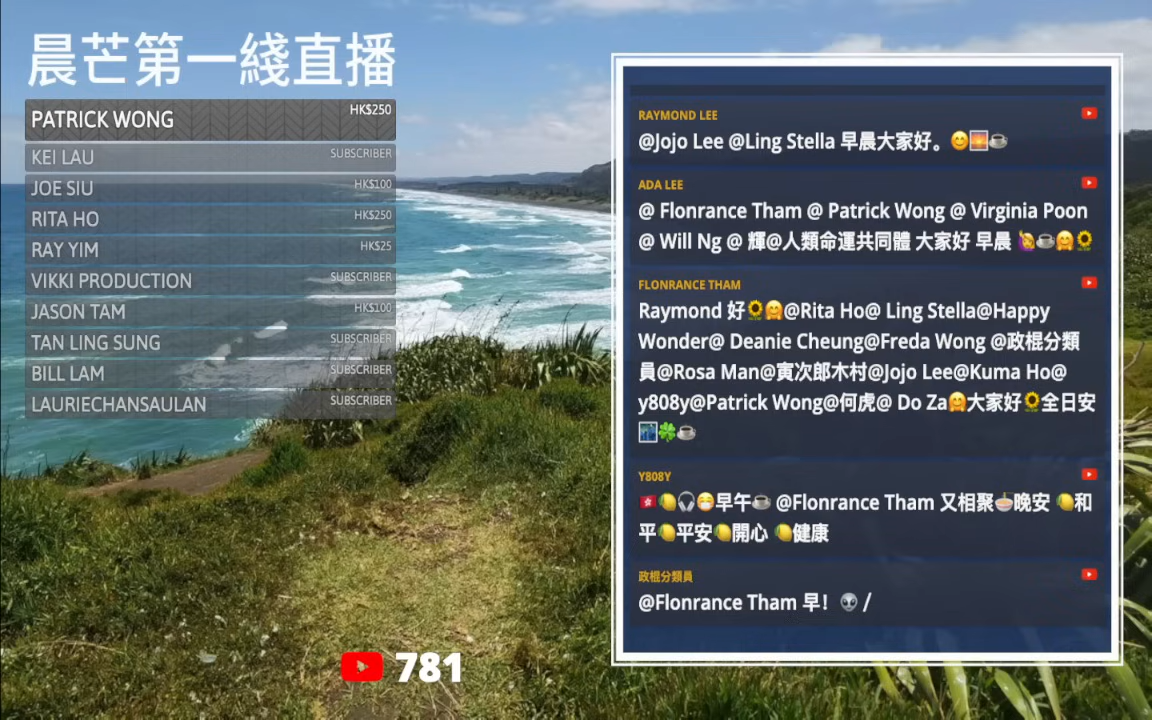 晨芒第一綫直播
PATRICK WONG HK$250
KEI LAU SUBSCRIBER
JOE SIU HK$100
RITA HO HK$250
RAY YIM HK$25
VIKKI PRODUCTION SUBSCRIBER
JASON TAM HK$100
TAN LING SUNG SUBSCRIBER
BILL LAM SUBSCRIBER
LAURIECHANSAULAN SUBSCRIBER
RAYMOND LEE
@Jojo Lee @Ling Stella 早晨大家好。😊🌅☕
ADA LEE
@ Flonrance Tham @ Patrick Wong @ Virginia Poon
@ Will Ng @ 輝@人類命運共同體 大家好 早晨 🙋☕🤗🌻
FLONRANCE THAM
Raymond 好🌻🤗@Rita Ho@ Ling Stella@Happy
Wonder@ Deanie Cheung@Freda Wong @政棍分類
員@Rosa Man@寅次郎木村@Jojo Lee@Kuma Ho@
y808y@Patrick Wong@何虎@ Do Za🤗大家好🌻全日安
🌃🍀☕
Y808Y
🇭🇰🍋🎧😷早午☕ @Flonrance Tham 又相聚🍜晚安 🍋和
平🍋平安🍋開心 🍋健康
政棍分類員
@Flonrance Tham 早! 👽 /
781